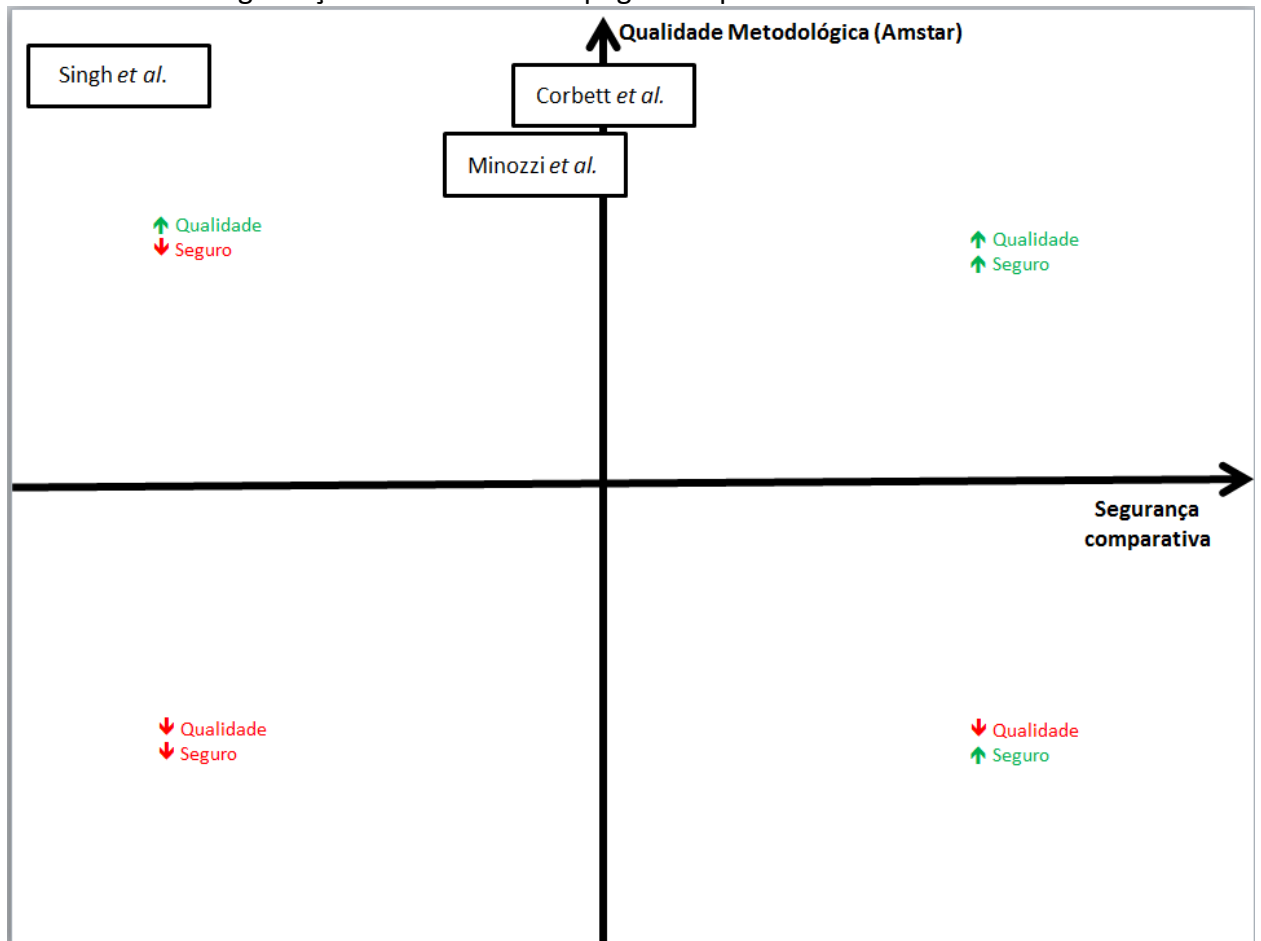 Qualidade Metodológica (Amstar)
Singh et al.
Corbett et al.
Minozzi et al.
↑ Qualidade
↓ Seguro
↑ Qualidade
↑ Seguro
Segurança
comparativa
↓ Qualidade
↓ Seguro
↓ Qualidade
↑ Seguro